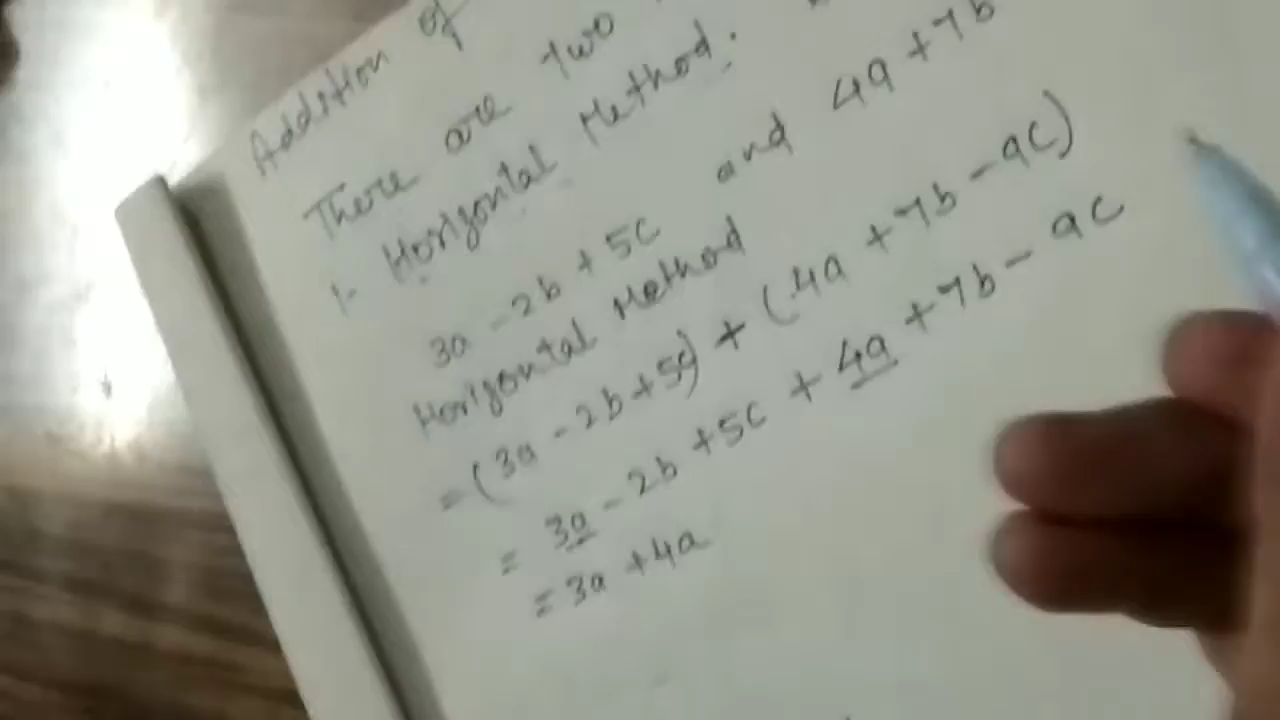 Addition of
There are two
1- Horizontal Method.
3a - 2b + 5c and 4a + 7b
Horizontal Method
= (3a - 2b + 5c) + (4a + 7b - 9c)
= 3a - 2b + 5c + 4a + 7b - 9c
= 3a + 4a